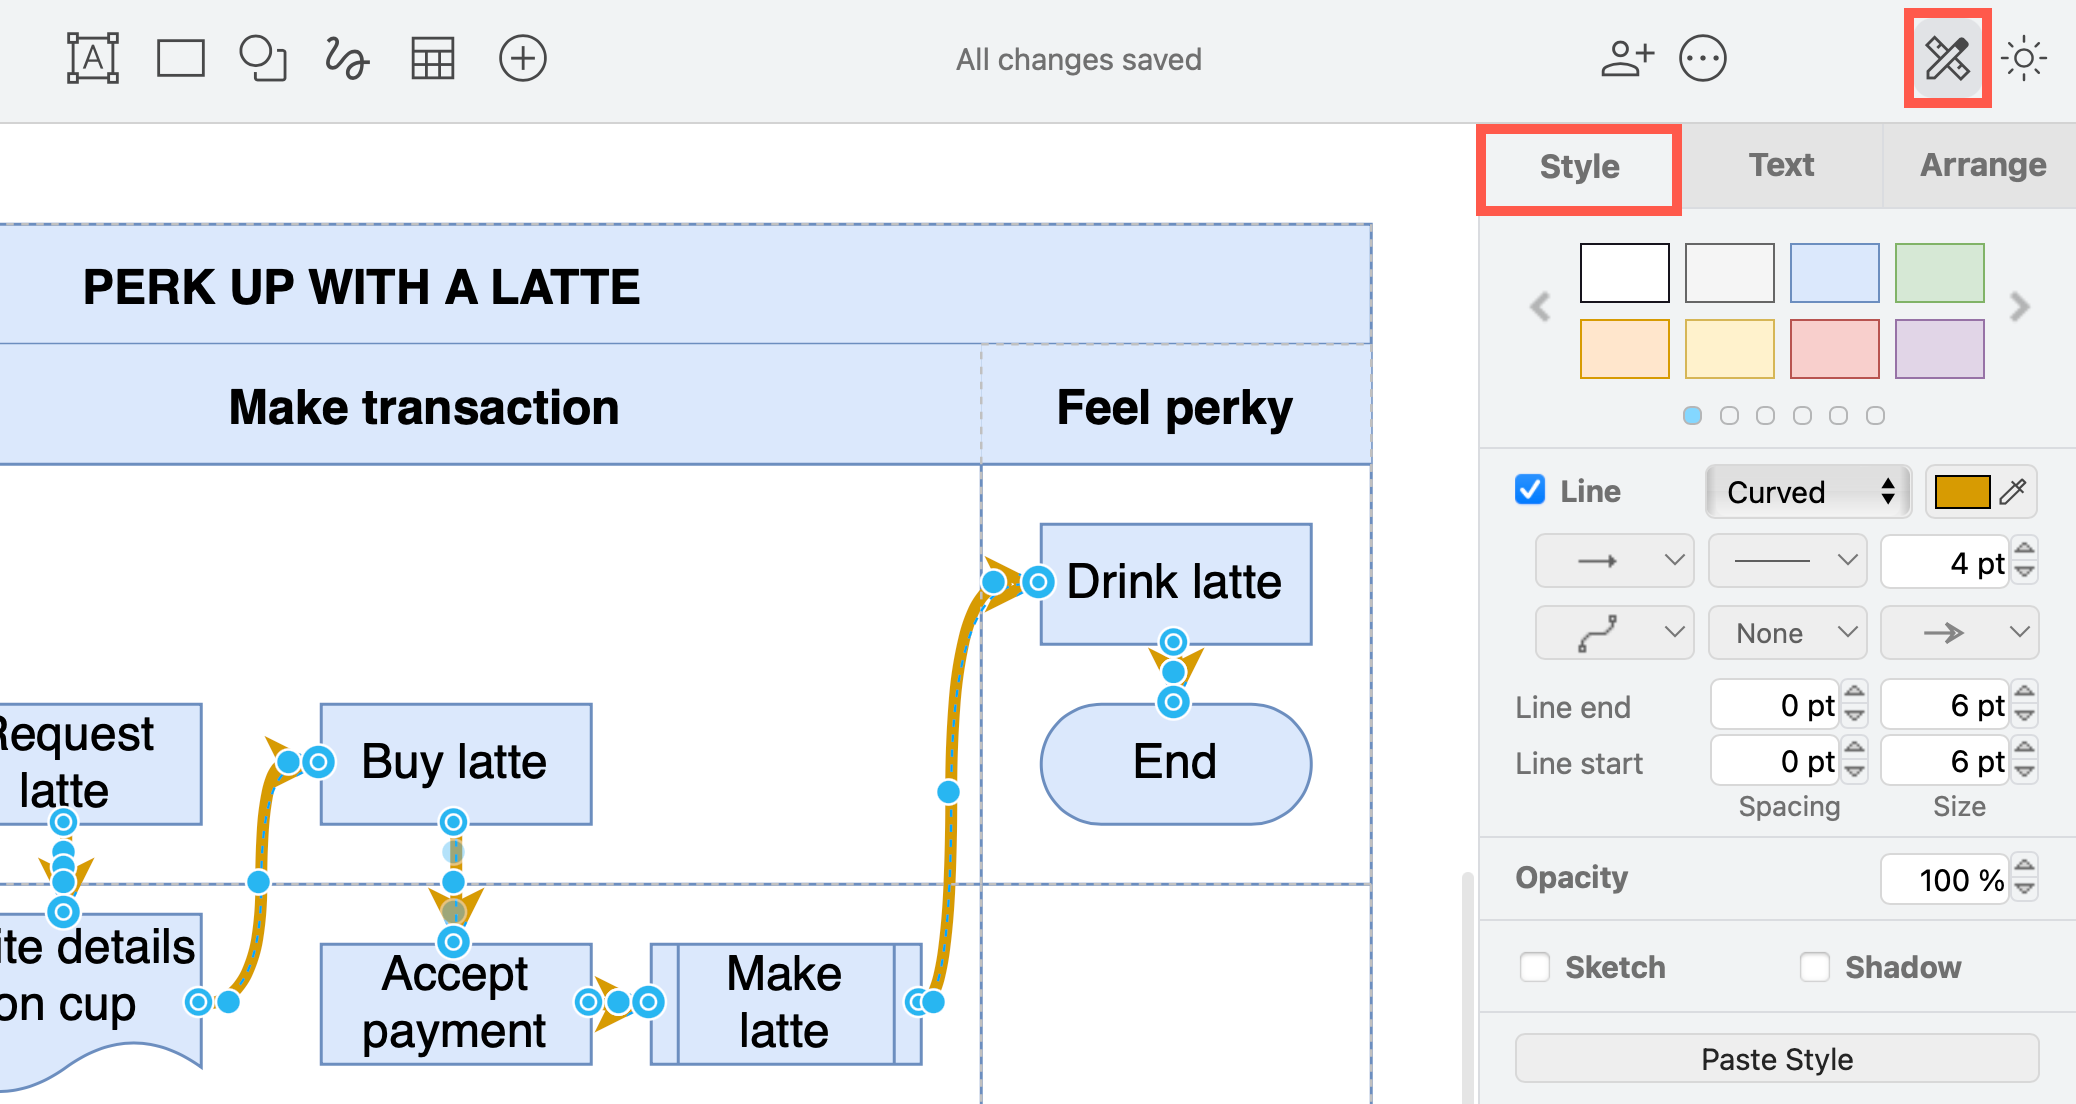 A
All changes saved
Style
Text
Arrange
PERK UP WITH A LATTE
Make transaction
Feel perky
Line
Curved
4 pt
None
Line end
0 pt
6 pt
Line start
0 pt
6 pt
Spacing
Size
Opacity
100 %
Sketch
Shadow
Paste Style
Drink latte
End
Request
latte
Buy latte
ite details
on cup
Accept
payment
Make
latte